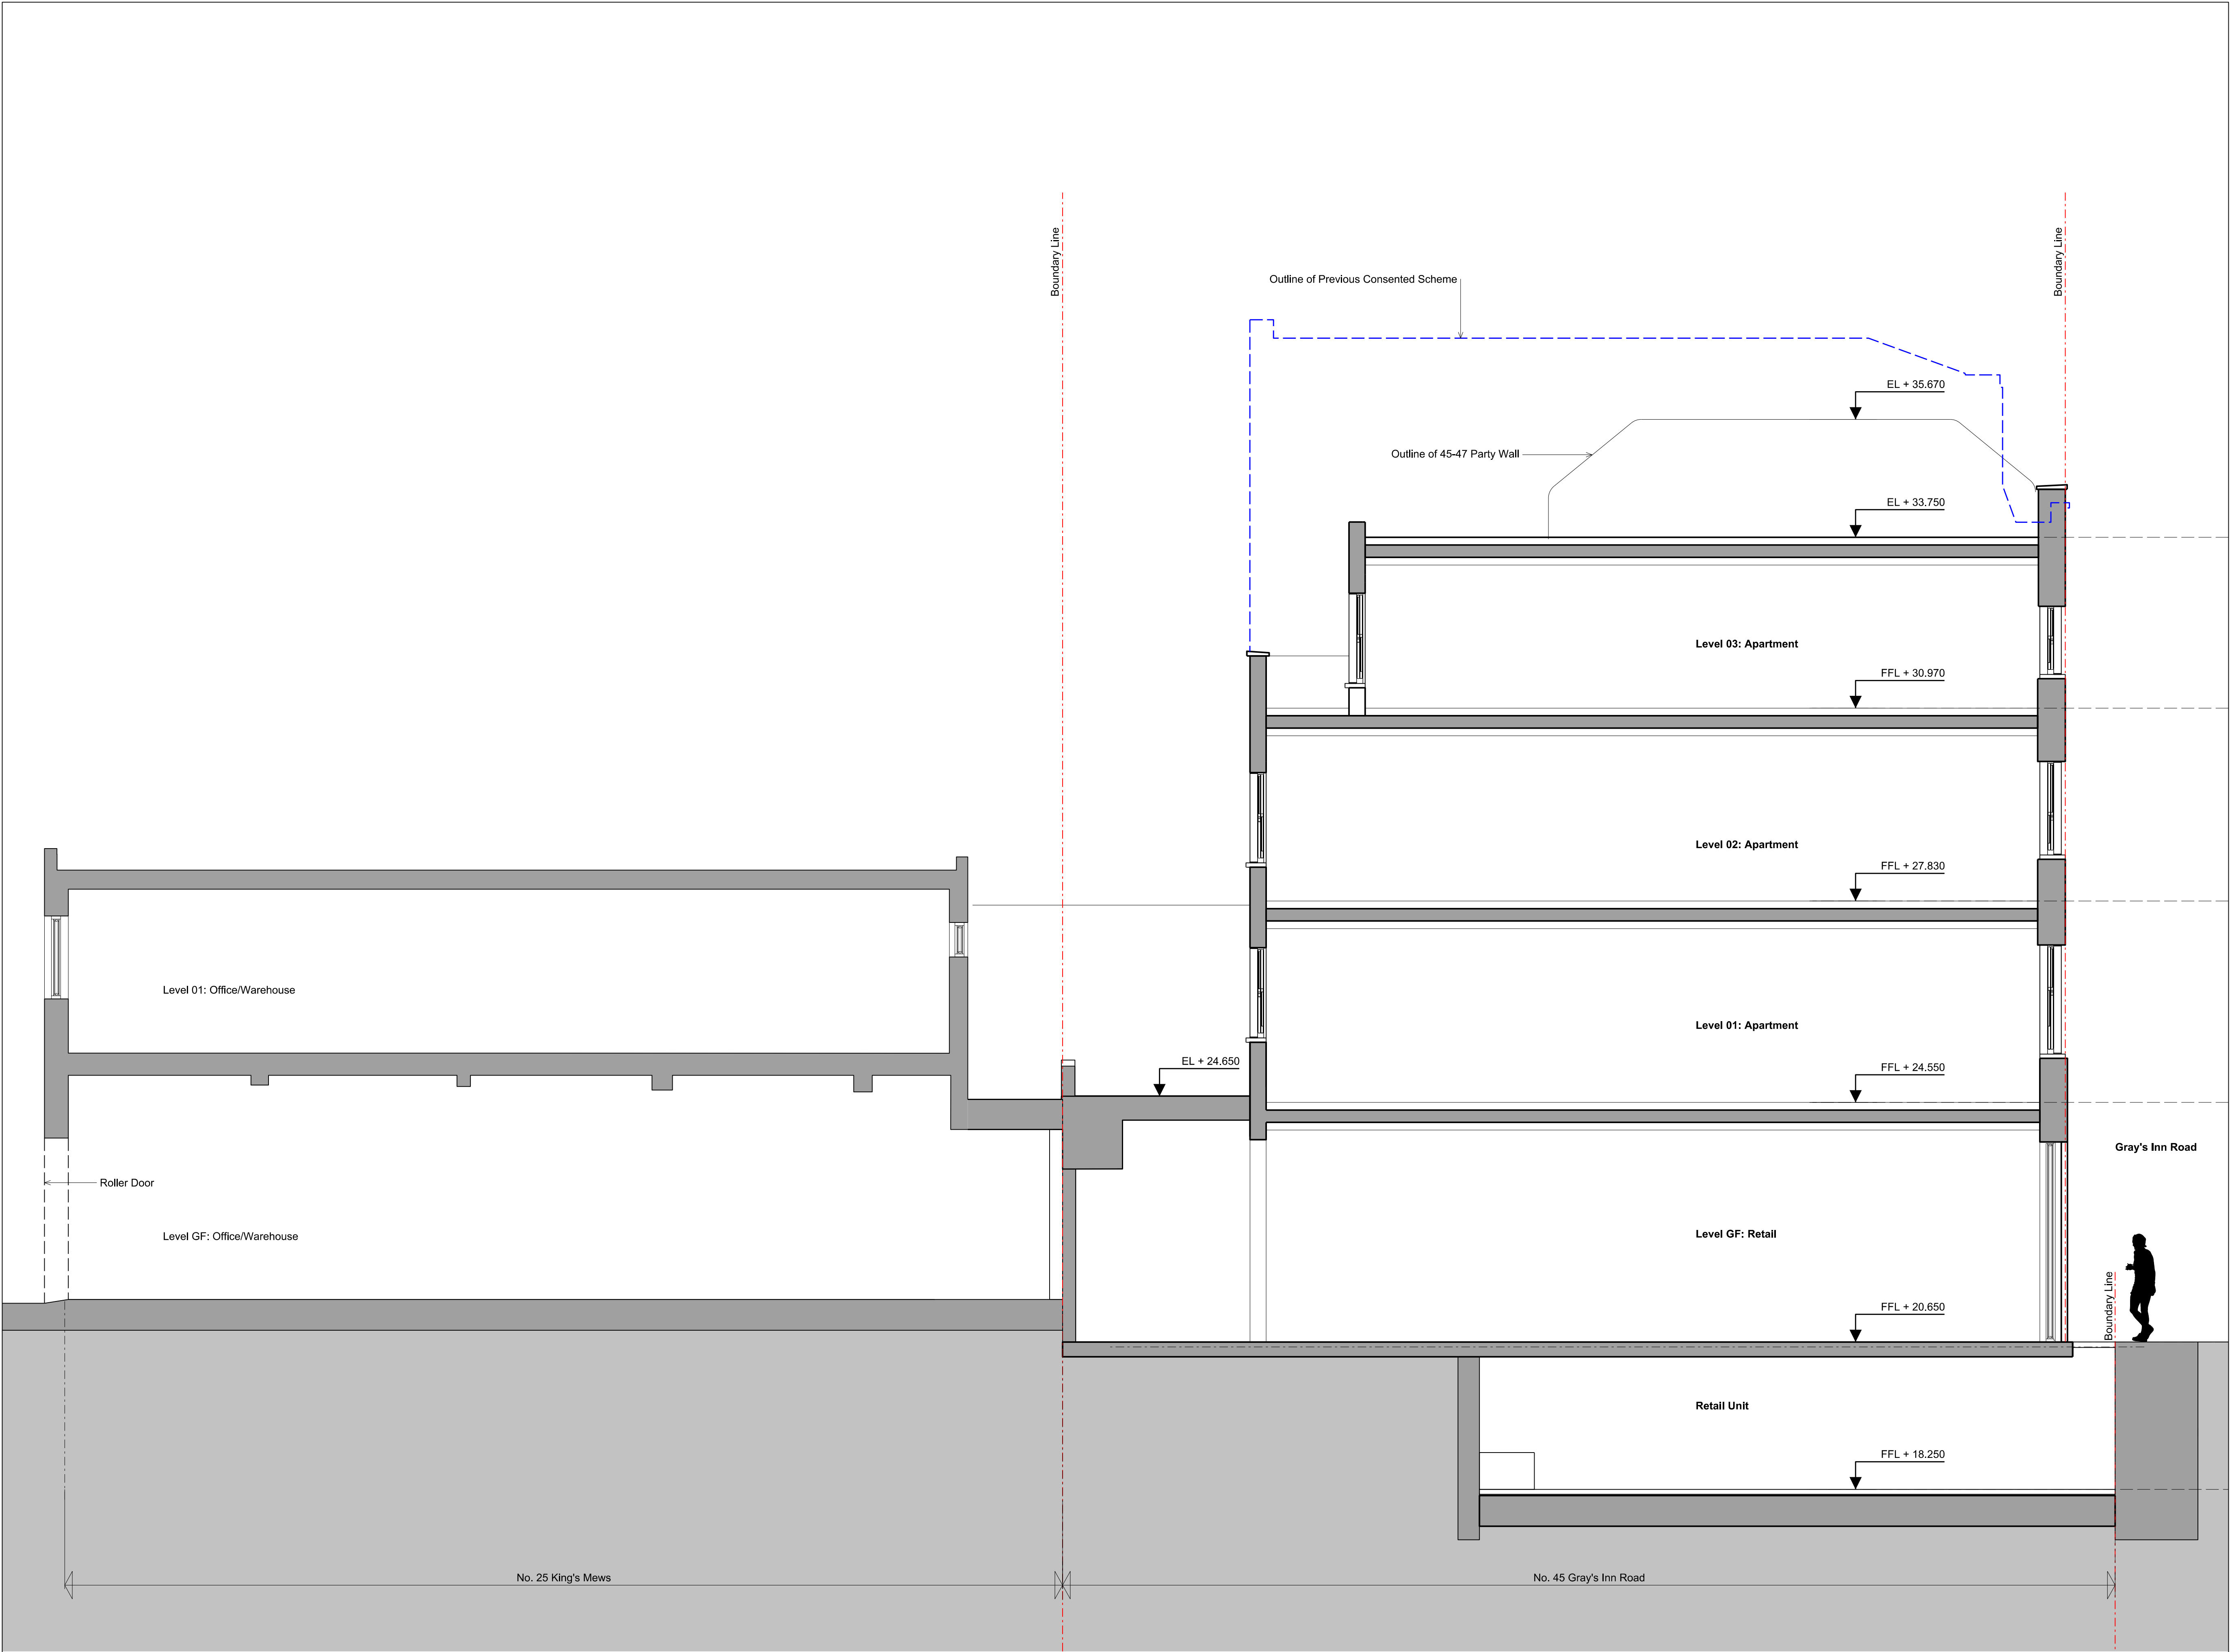 Boundary Line
Boundary Line
Outline of Previous Consented Scheme
EL + 35.670
Outline of 45-47 Party Wall
EL + 33.750
Level 03: Apartment
FFL + 30.970
Level 02: Apartment
FFL + 27.830
Level 01: Office/Warehouse
Level 01: Apartment
EL + 24.650
FFL + 24.550
Gray's Inn Road
Roller Door
Level GF: Office/Warehouse
Level GF: Retail
Boundary Line
FFL + 20.650
Retail Unit
FFL + 18.250
No. 25 King's Mews
No. 45 Gray's Inn Road